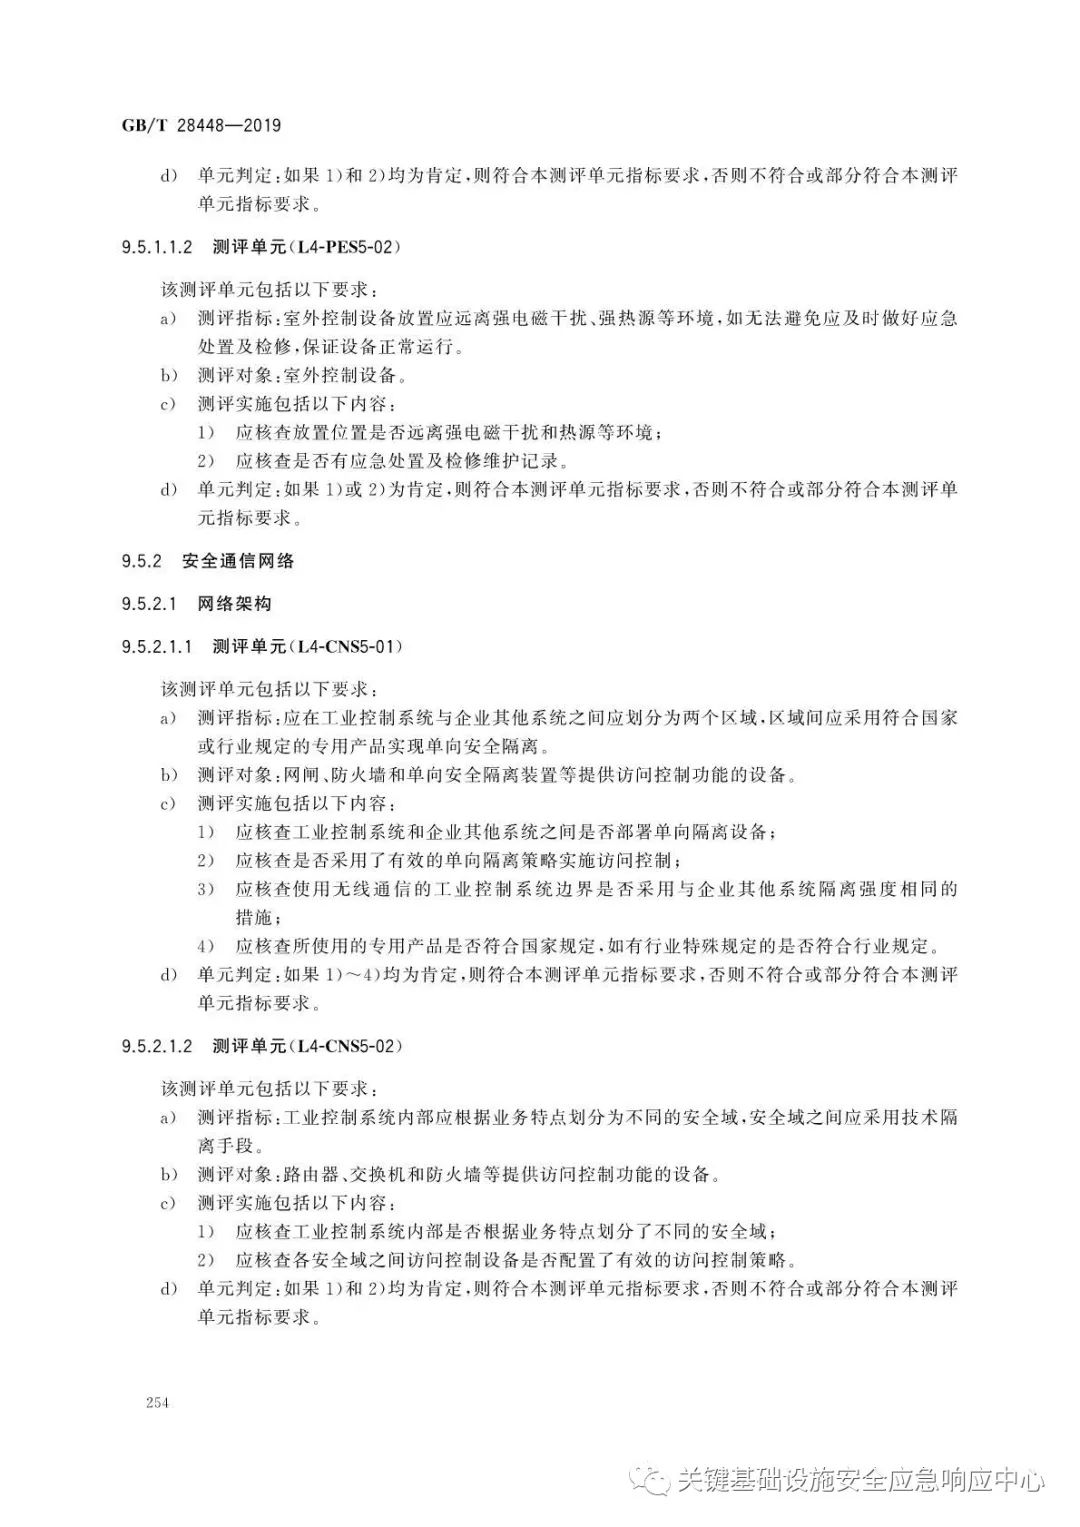 GB/T 28448—2019
d) 单元判定:如果1)和2)均为肯定,则符合本测评单元指标要求,否则不符合或部分符合本测评
单元指标要求。
9.5.1.1.2 测评单元(L4-PES5-02)
该测评单元包括以下要求:
a) 测评指标:室外控制设备放置应远离强电磁干扰、强热源等环境,如无法避免应及时做好应急
处置及检修,保证设备正常运行。
b) 测评对象:室外控制设备。
c) 测评实施包括以下内容:
1) 应核查放置位置是否远离强电磁干扰和热源等环境;
2) 应核查是否有应急处置及检修维护记录。
d) 单元判定:如果1)或2)为肯定,则符合本测评单元指标要求,否则不符合或部分符合本测评单
元指标要求。
9.5.2 安全通信网络
9.5.2.1 网络架构
9.5.2.1.1 测评单元(L4-CNS5-01)
该测评单元包括以下要求:
a) 测评指标:应在工业控制系统与企业其他系统之间应划分为两个区域,区域间应采用符合国家
或行业规定的专用产品实现单向安全隔离。
b) 测评对象:网闸、防火墙和单向安全隔离装置等提供访问控制功能的设备。
c) 测评实施包括以下内容:
1) 应核查工业控制系统和企业其他系统之间是否部署单向隔离设备;
2) 应核查是否采用了有效的单向隔离策略实施访问控制;
3) 应核查使用无线通信的工业控制系统边界是否采用与企业其他系统隔离强度相同的
措施;
4) 应核查所使用的专用产品是否符合国家规定,如有行业特殊规定的是否符合行业规定。
d) 单元判定:如果1)~4)均为肯定,则符合本测评单元指标要求,否则不符合或部分符合本测评
单元指标要求。
9.5.2.1.2 测评单元(L4-CNS5-02)
该测评单元包括以下要求:
a) 测评指标:工业控制系统内部应根据业务特点划分为不同的安全域,安全域之间应采用技术隔
离手段。
b) 测评对象:路由器、交换机和防火墙等提供访问控制功能的设备。
c) 测评实施包括以下内容:
1) 应核查工业控制系统内部是否根据业务特点划分了不同的安全域;
2) 应核查各安全域之间访问控制设备是否配置了有效的访问控制策略。
d) 单元判定:如果1)和2)均为肯定,则符合本测评单元指标要求,否则不符合或部分符合本测评
单元指标要求。
254
关键基础设施安全应急响应中心